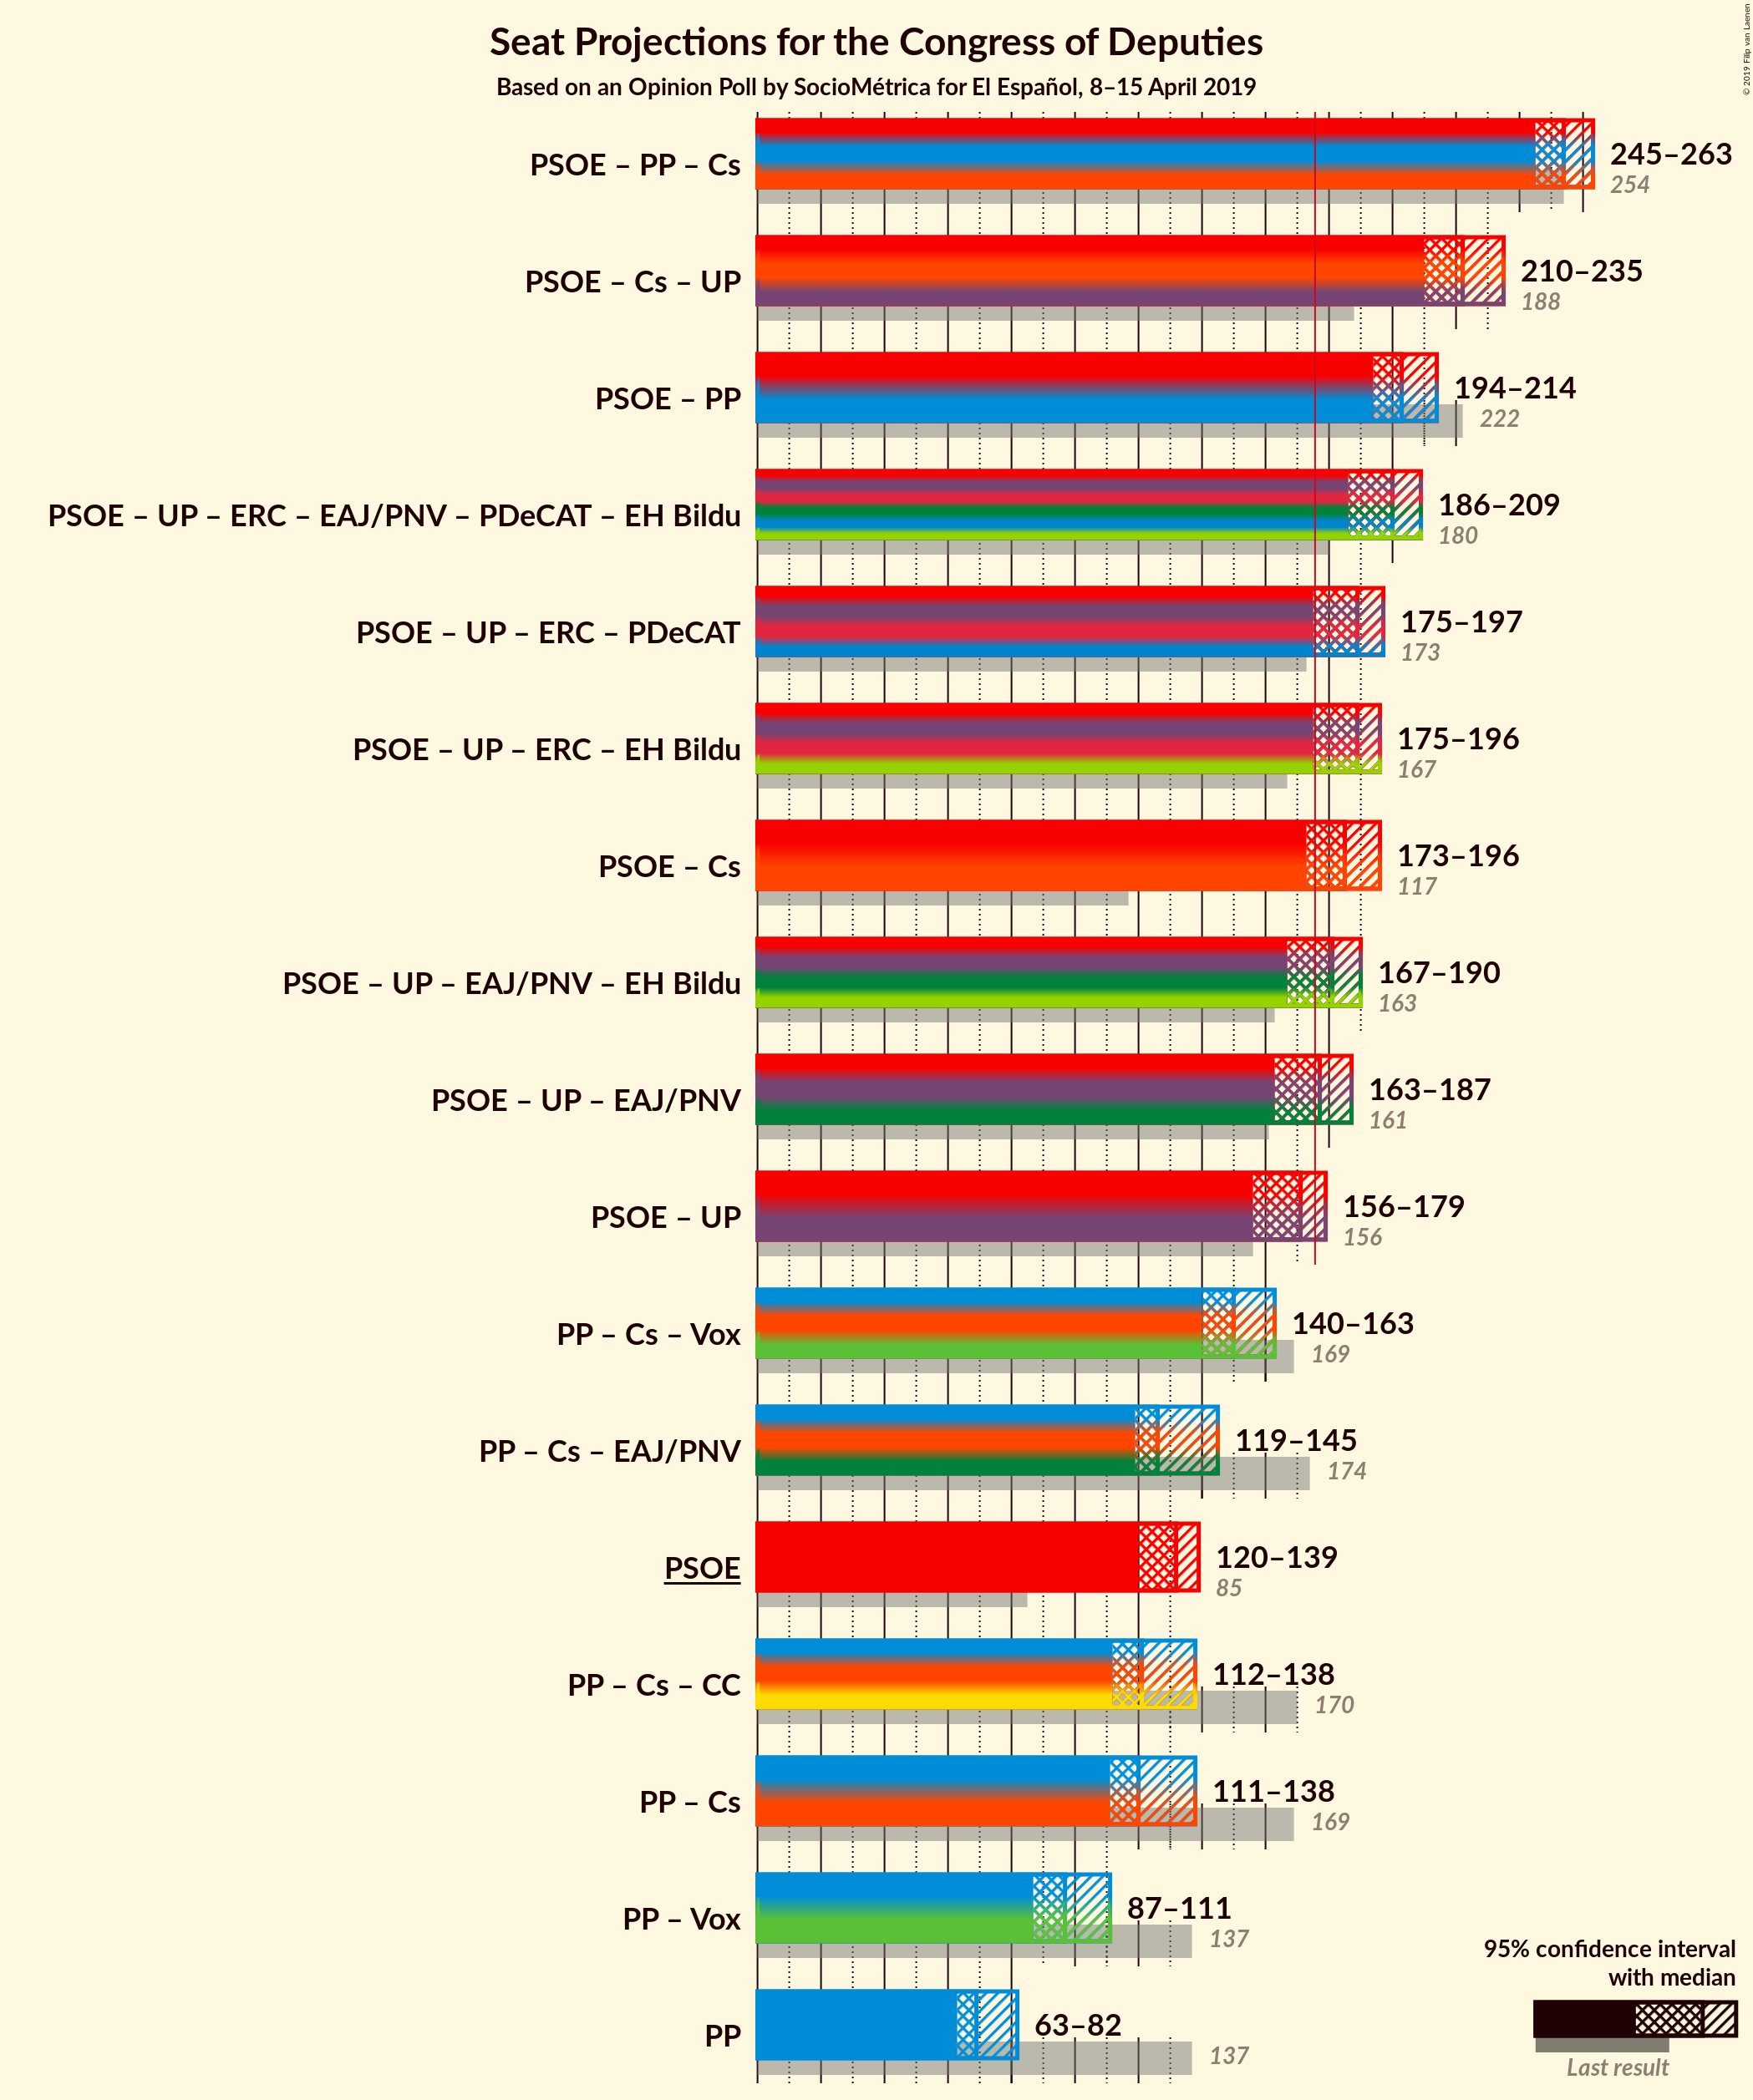 Seat Projections for the Congress of Deputies
Based on an Opinion Poll by SocioMétrica for El Español, 8–15 April 2019
© 2019 Filip van Laenen
PSOE – PP – Cs
245–263
254
PSOE – Cs – UP
210–235
188
PSOE – PP
194–214
222
PSOE – UP – ERC – EAJ/PNV – PDeCAT – EH Bildu
186–209
180
PSOE – UP – ERC – PDeCAT
175–197
173
PSOE – UP – ERC – EH Bildu
175–196
167
PSOE – Cs
173–196
117
PSOE – UP – EAJ/PNV – EH Bildu
167–190
163
PSOE – UP – EAJ/PNV
163–187
161
PSOE – UP
156–179
156
PP – Cs – Vox
140–163
169
PP – Cs – EAJ/PNV
119–145
174
PSOE
120–139
85
PP – Cs – CC
112–138
170
PP – Cs
111–138
169
PP – Vox
87–111
137
PP
63–82
137
95% confidence interval
with median
Last result